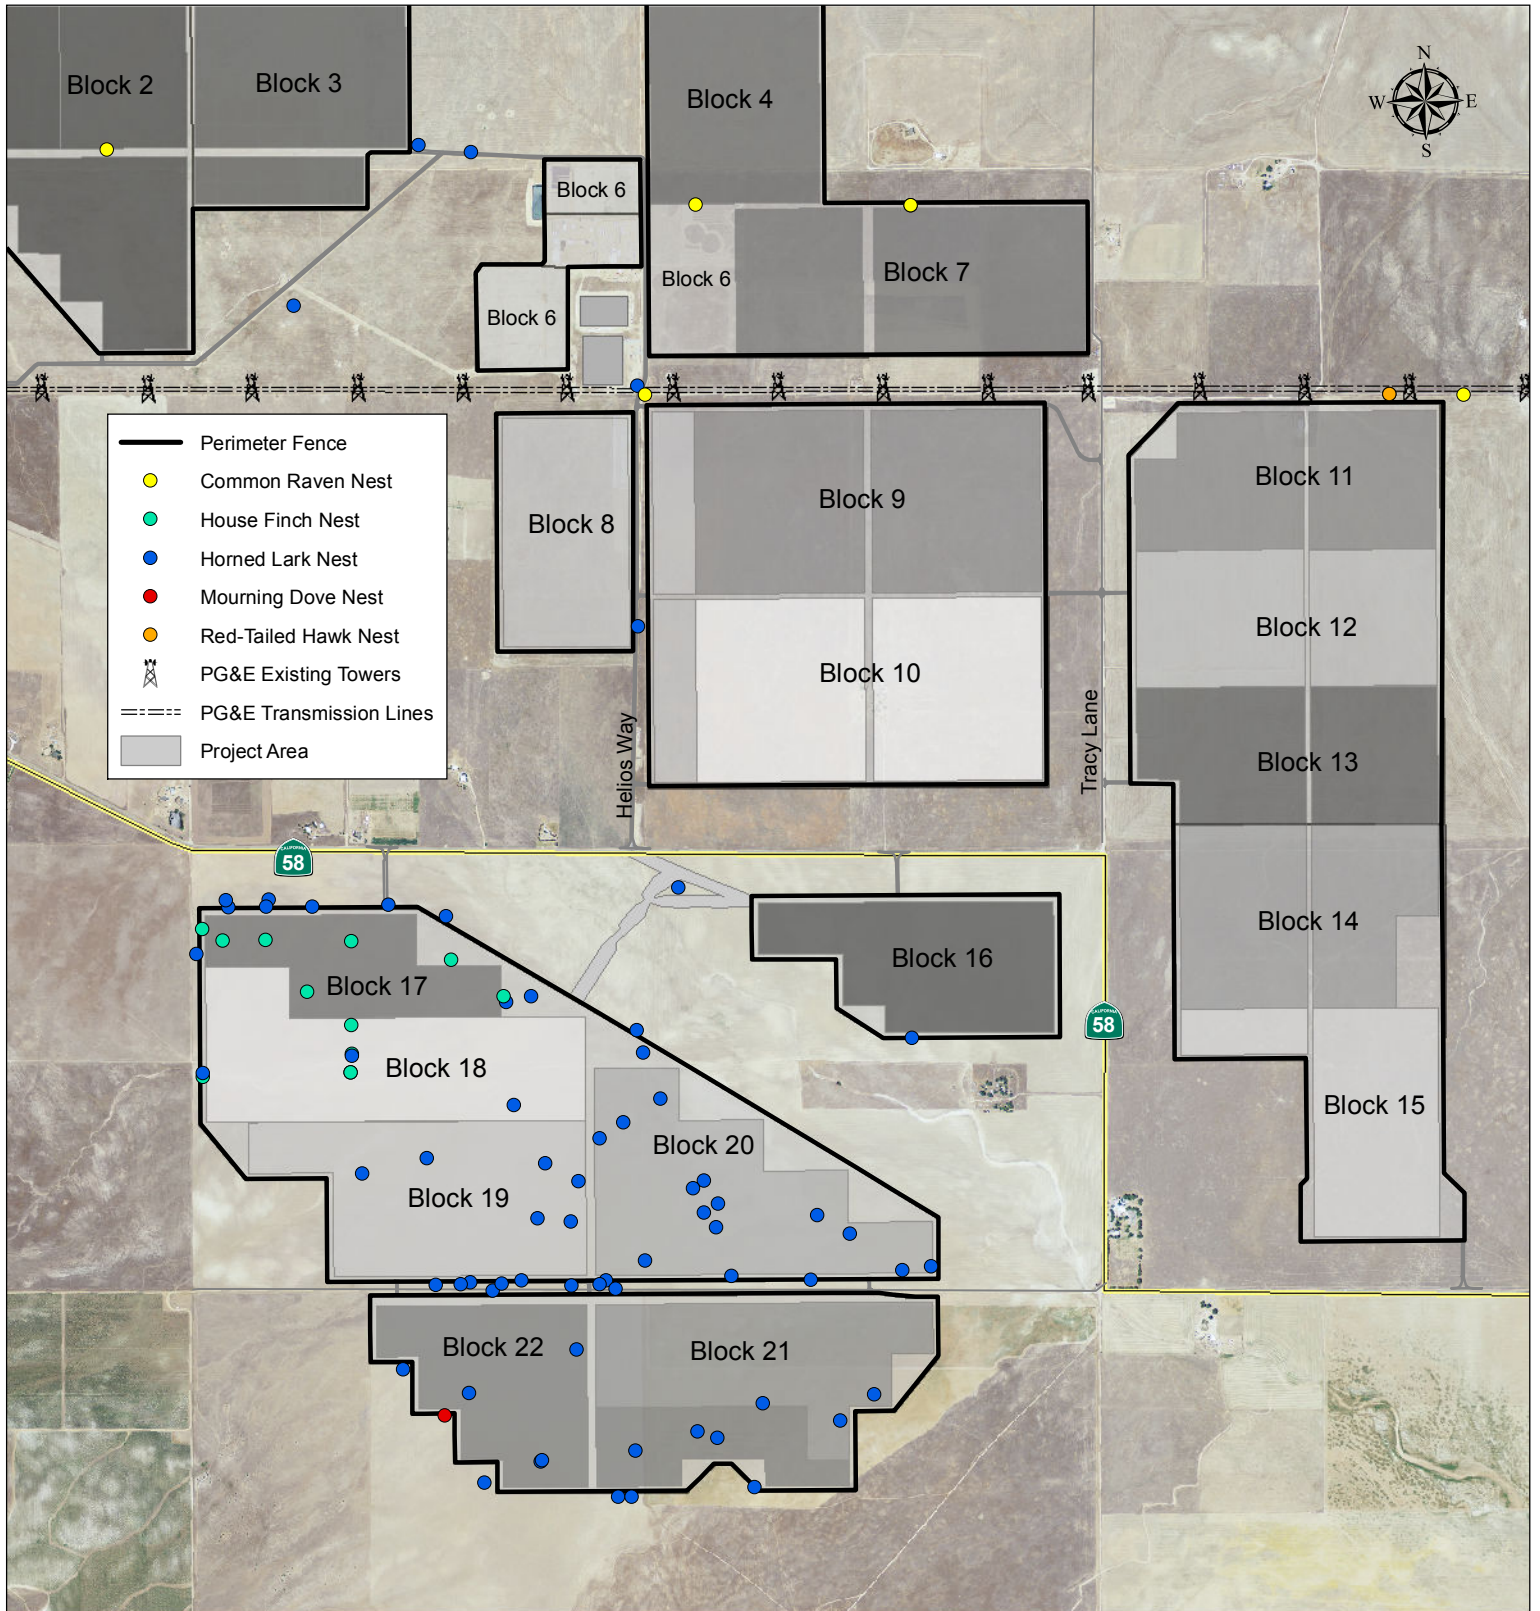 Block 2
Block 3
Block 4
N
W
E
S
Block 6
Block 6
Block 7
Block 6
Perimeter Fence
Common Raven Nest
House Finch Nest
Horned Lark Nest
Mourning Dove Nest
Red-Tailed Hawk Nest
PG&E Existing Towers
PG&E Transmission Lines
Project Area
Block 8
Block 9
Block 10
Block 11
Block 12
Block 13
Helios Way
Tracy Lane
CALIFORNIA
58
Block 14
Block 16
Block 17
CALIFORNIA
58
Block 18
Block 15
Block 20
Block 19
Block 22
Block 21